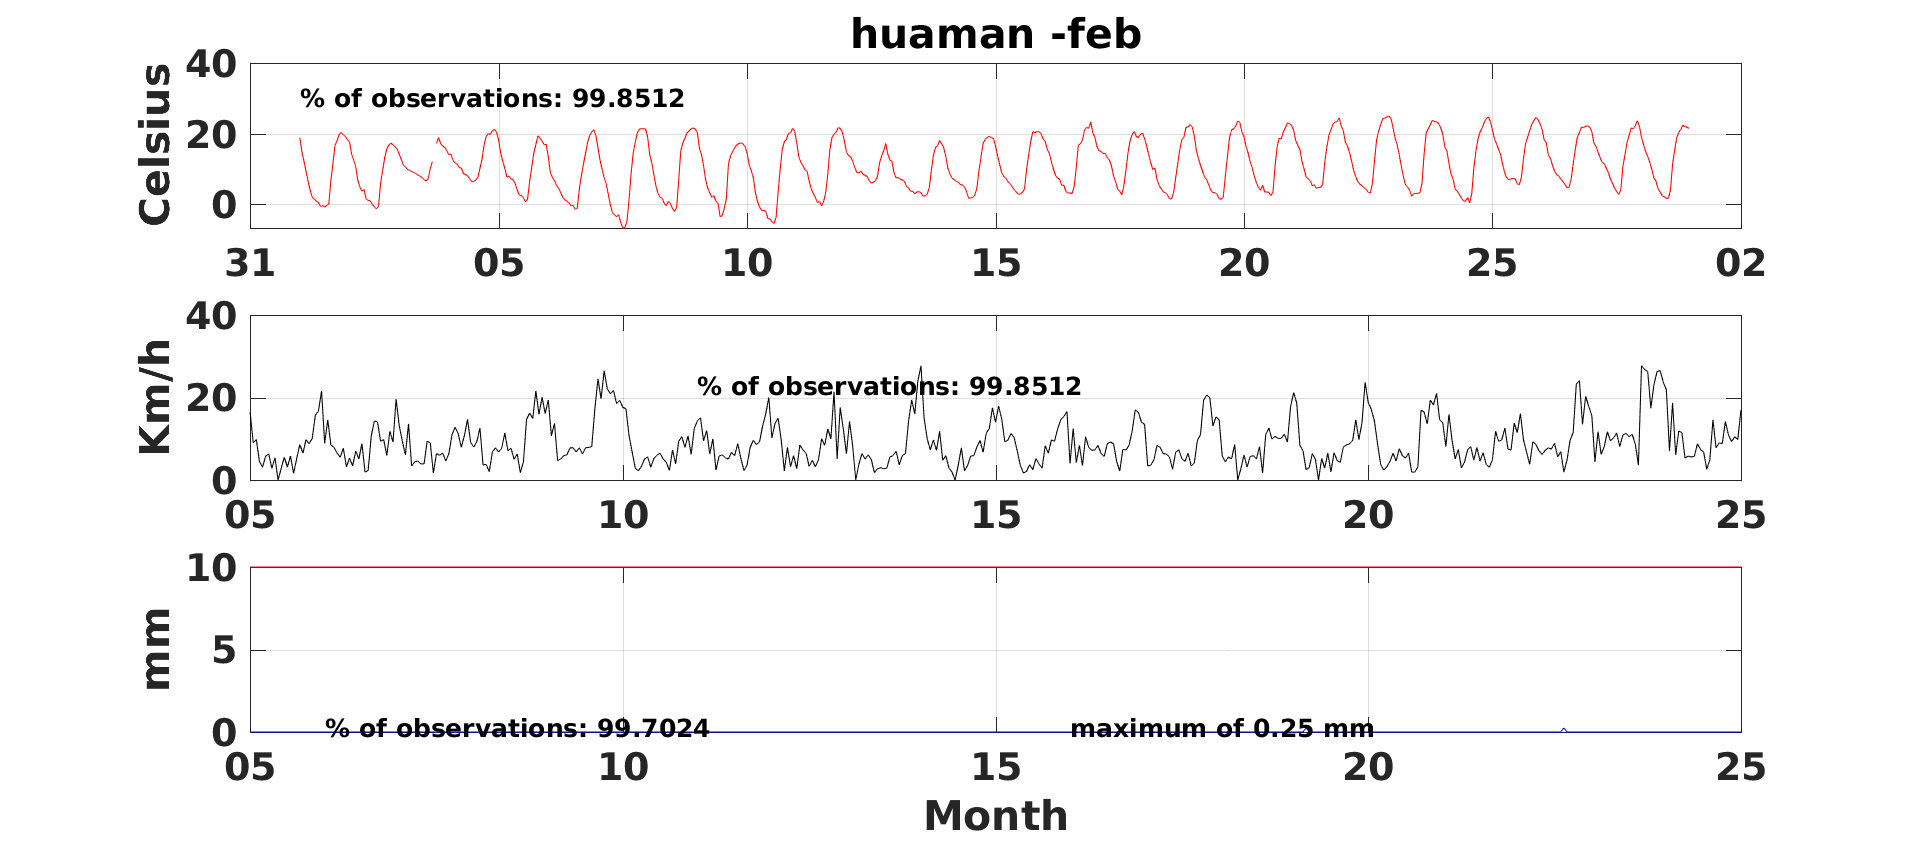 huaman -feb
Celsius
40
20
0
% of observations: 99.8512
31 05 10 15 20 25 02
Km/h
40
20
0
% of observations: 99.8512
05 10 15 20 25
mm
10
5
0
% of observations: 99.7024 maximum of 0.25 mm
05 10 15 20 25
Month